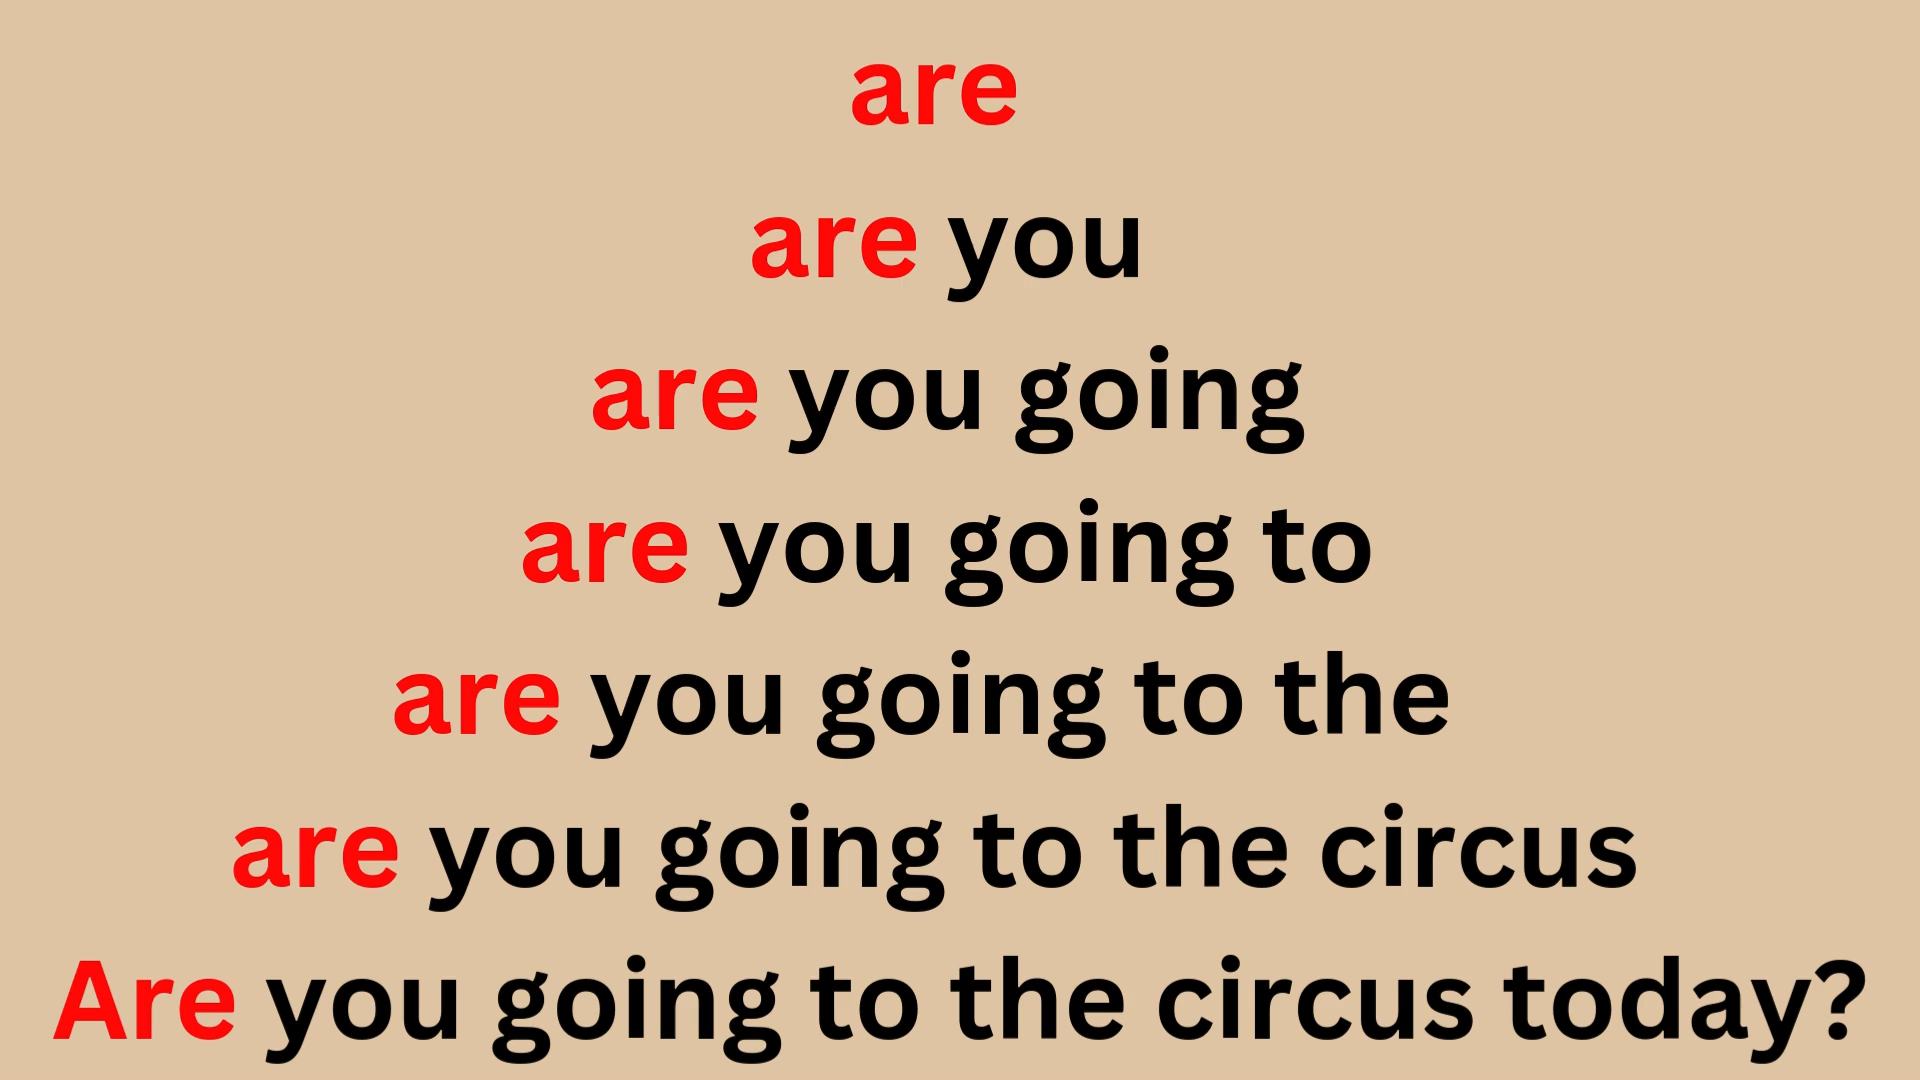 are
are you
are you going
are you going to
are you going to the
are you going to the circus
Are you going to the circus today?